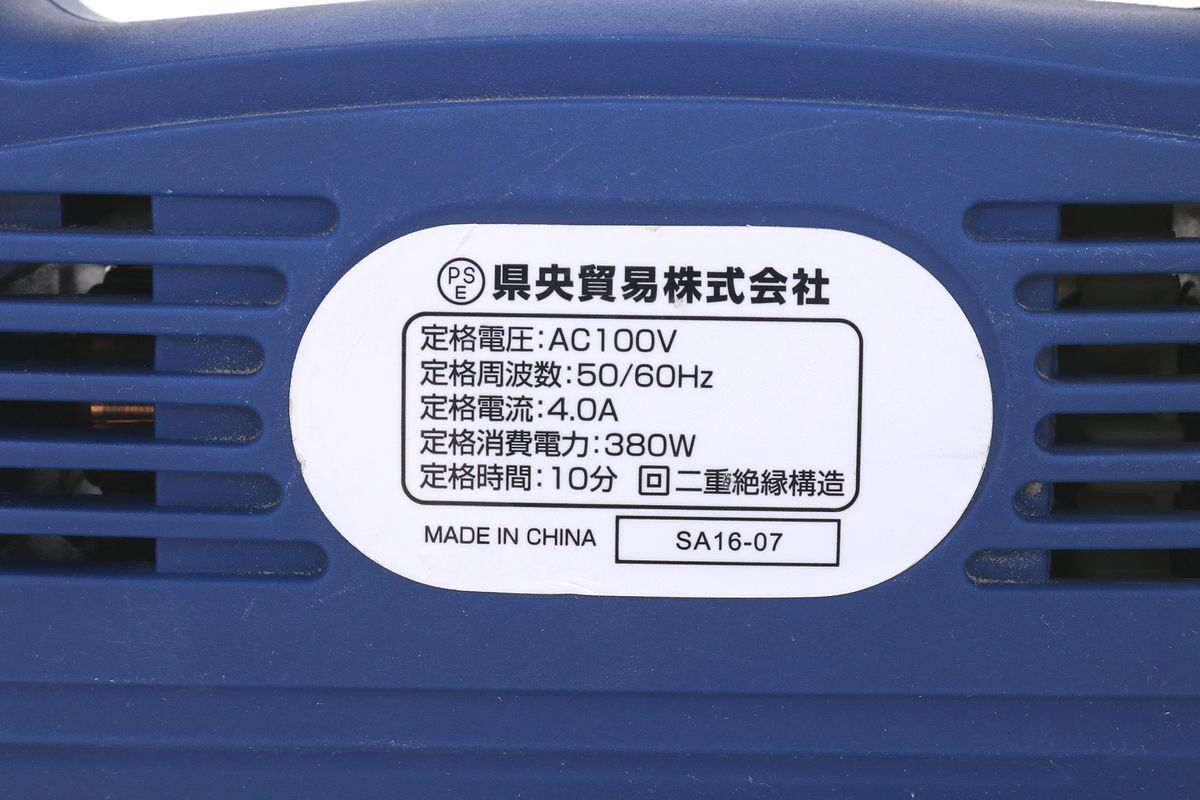 PSE 県央貿易株式会社
定格電圧:AC100V
定格周波数:50/60Hz
定格電流:4.0A
定格消費電力:380W
定格時間:10分 回 二重絶縁構造
MADE IN CHINA SA16-07